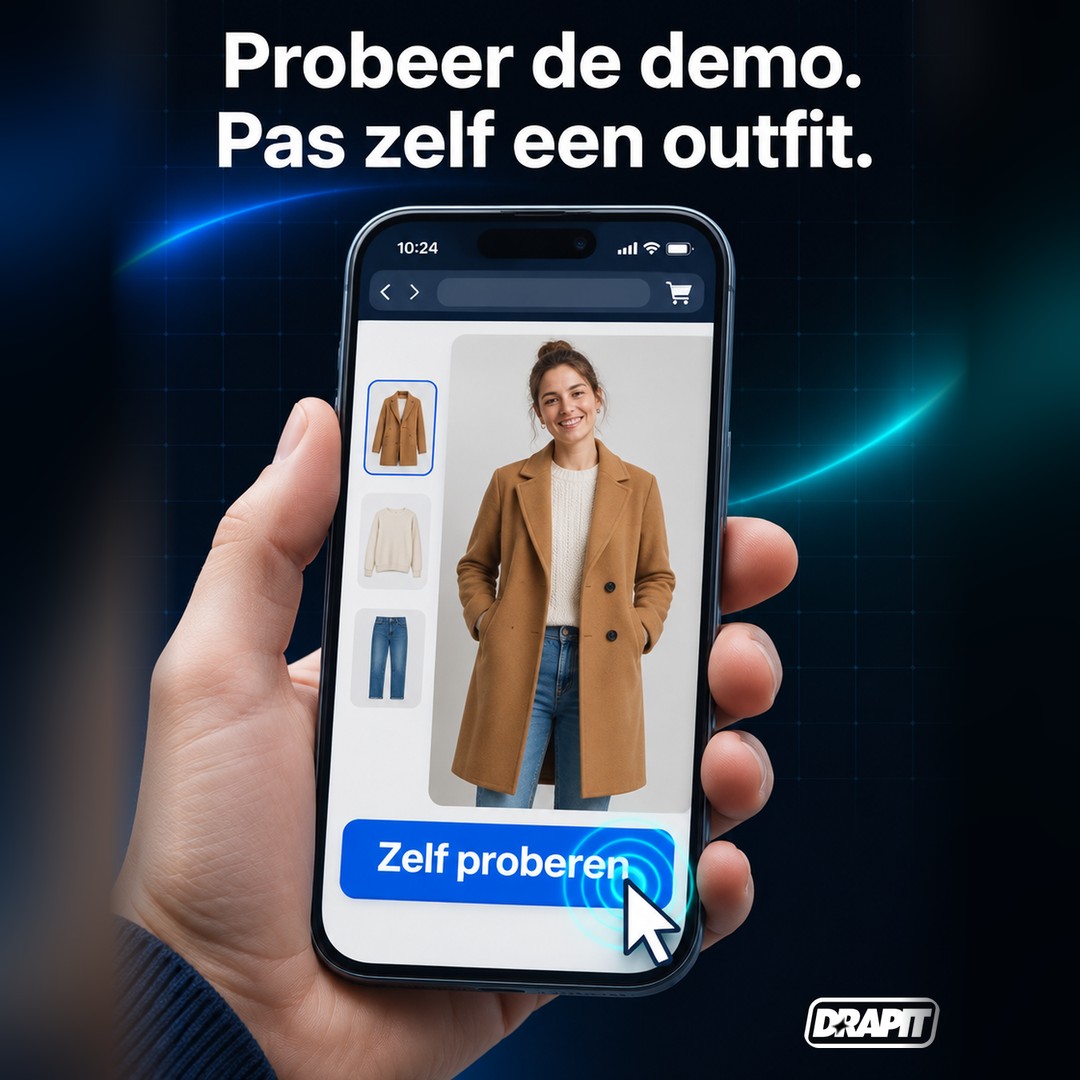 Probeer de demo.
Pas zelf een outfit.
10:24
Zelf proberen
DRAPIT